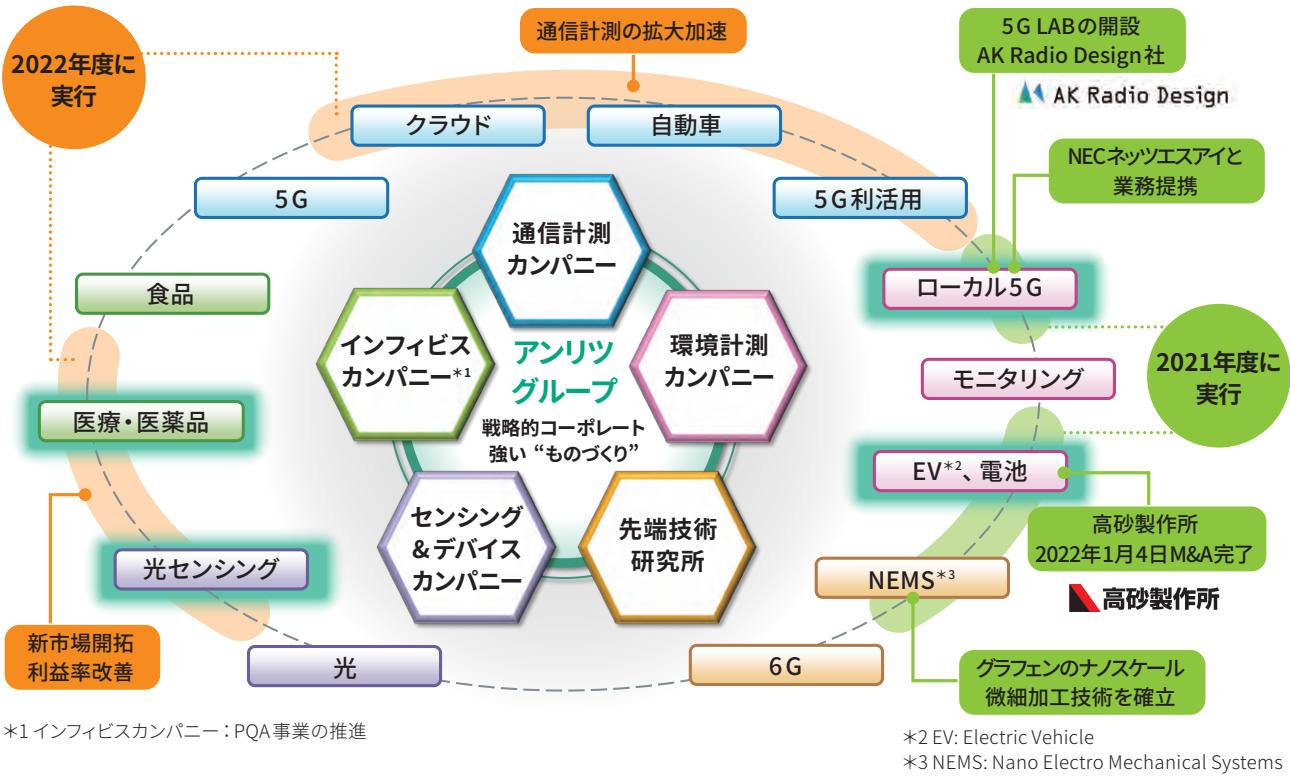 2022年度に
実行
通信計測の拡大加速
5G LABの開設
AK Radio Design社
AK Radio Design
NECネッツエスアイと
業務提携
クラウド
自動車
5G
5G利活用
食品
ローカル5G
医療・医薬品
モニタリング
2021年度に
実行
光センシング
EV*2、電池
高砂製作所
2022年1月4日M&A完了
高砂製作所
NEMS*3
新市場開拓
利益率改善
光
6G
グラフェンのナノスケール
微細加工技術を確立
通信計測
カンパニー
インフィビス
カンパニー*1
環境計測
カンパニー
アンリツ
グループ
戦略的コーポレート
強い “ものづくり”
センシング
&デバイス
カンパニー
先端技術
研究所
*1 インフィビスカンパニー：PQA事業の推進
*2 EV: Electric Vehicle
*3 NEMS: Nano Electro Mechanical Systems